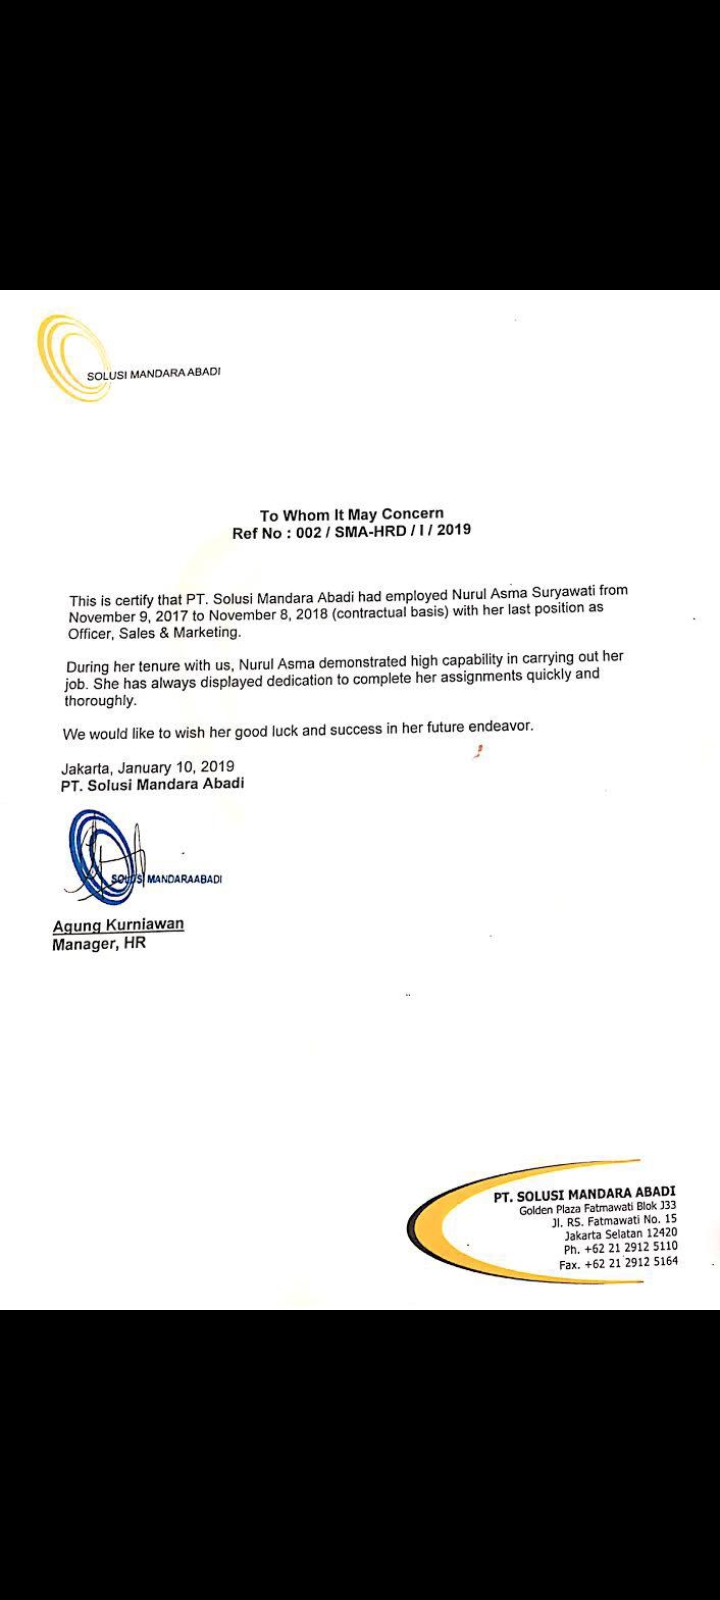 SOLUSI MANDARA ABADI
To Whom It May Concern
Ref No : 002 / SMA-HRD / I / 2019
This is certify that PT. Solusi Mandara Abadi had employed Nurul Asma Suryawati from
November 9, 2017 to November 8, 2018 (contractual basis) with her last position as
Officer, Sales & Marketing.
During her tenure with us, Nurul Asma demonstrated high capability in carrying out her
job. She has always displayed dedication to complete her assignments quickly and
thoroughly.
We would like to wish her good luck and success in her future endeavor.
Jakarta, January 10, 2019
PT. Solusi Mandara Abadi
SOLUSI MANDARA ABADI
Agung Kurniawan
Manager, HR
PT. SOLUSI MANDARA ABADI
Golden Plaza Fatmawati Blok J33
Jl. RS. Fatmawati No. 15
Jakarta Selatan 12420
Ph. +62 21 2912 5110
Fax. +62 21 2912 5164